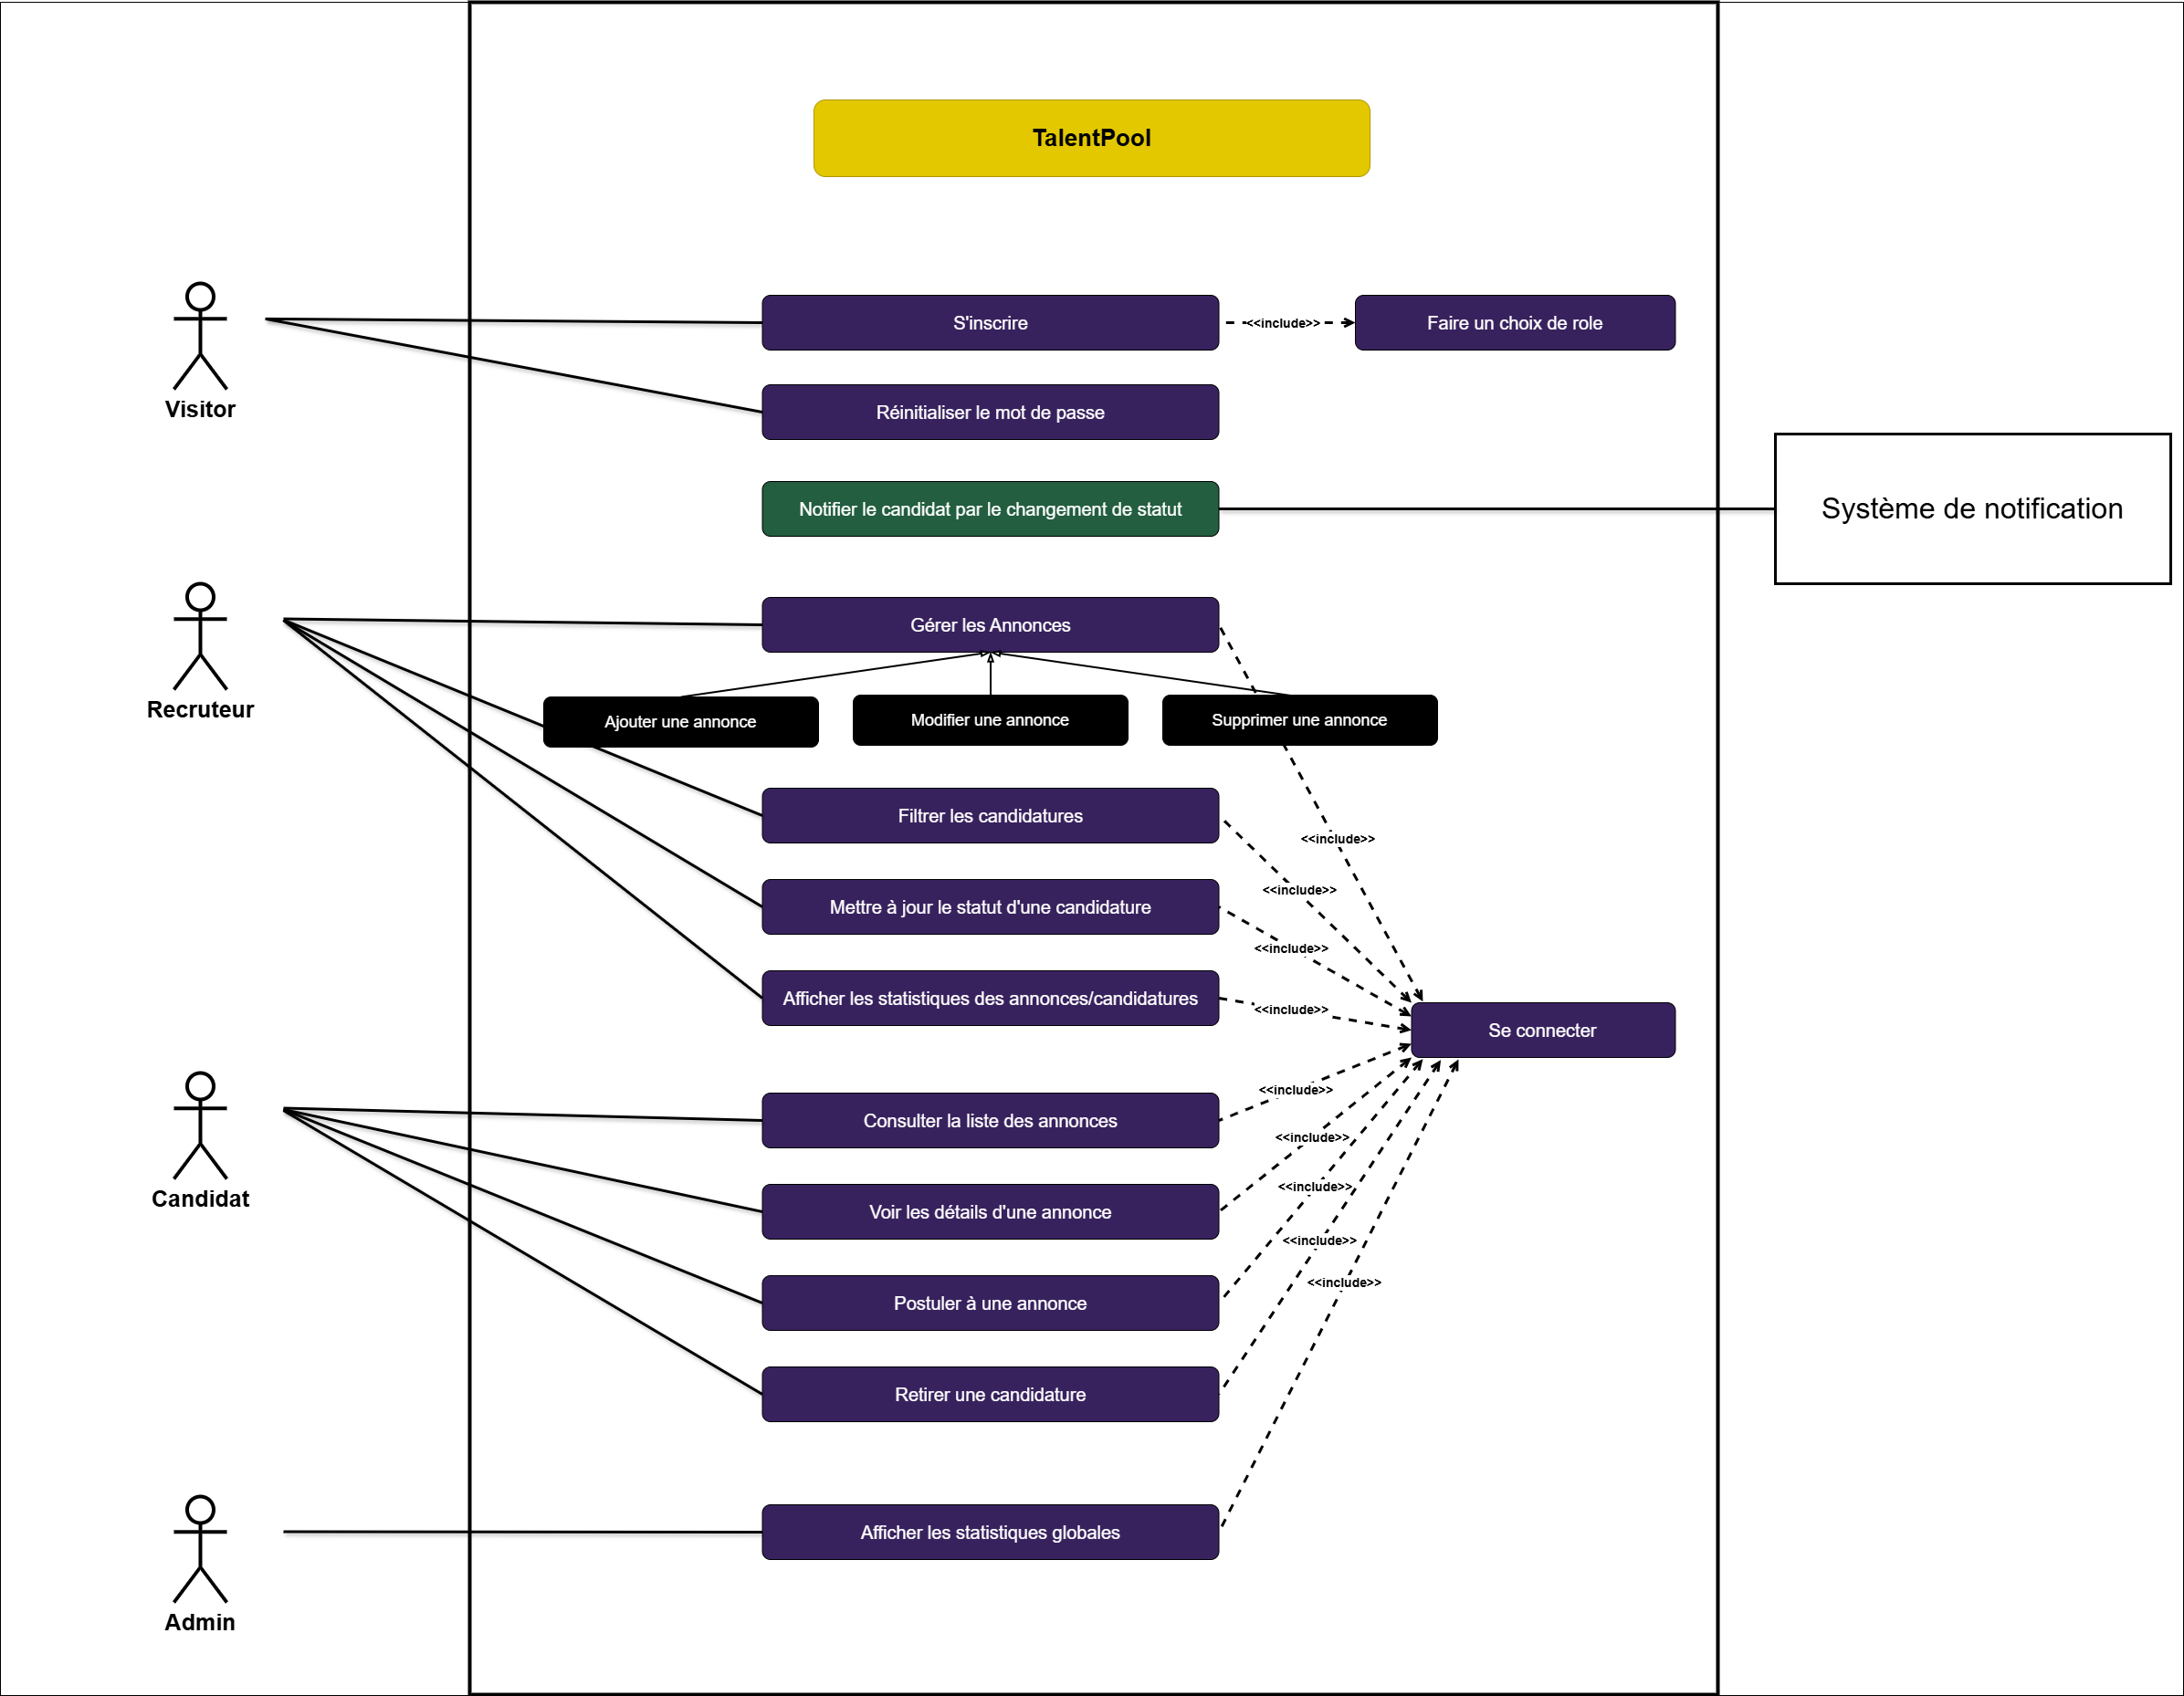 TalentPool
S'inscrire
<<include>>
Faire un choix de role
Visitor
Réinitialiser le mot de passe
Notifier le candidat par le changement de statut
Système de notification
Recruteur
Gérer les Annonces
Ajouter une annonce
Modifier une annonce
Supprimer une annonce
Filtrer les candidatures
<<include>>
<<include>>
Mettre à jour le statut d'une candidature
<<include>>
Afficher les statistiques des annonces/candidatures
<<include>>
Se connecter
Candidat
Consulter la liste des annonces
<<include>>
<<include>>
Voir les détails d'une annonce
<<include>>
<<include>>
Postuler à une annonce
<<include>>
Retirer une candidature
Afficher les statistiques globales
Admin